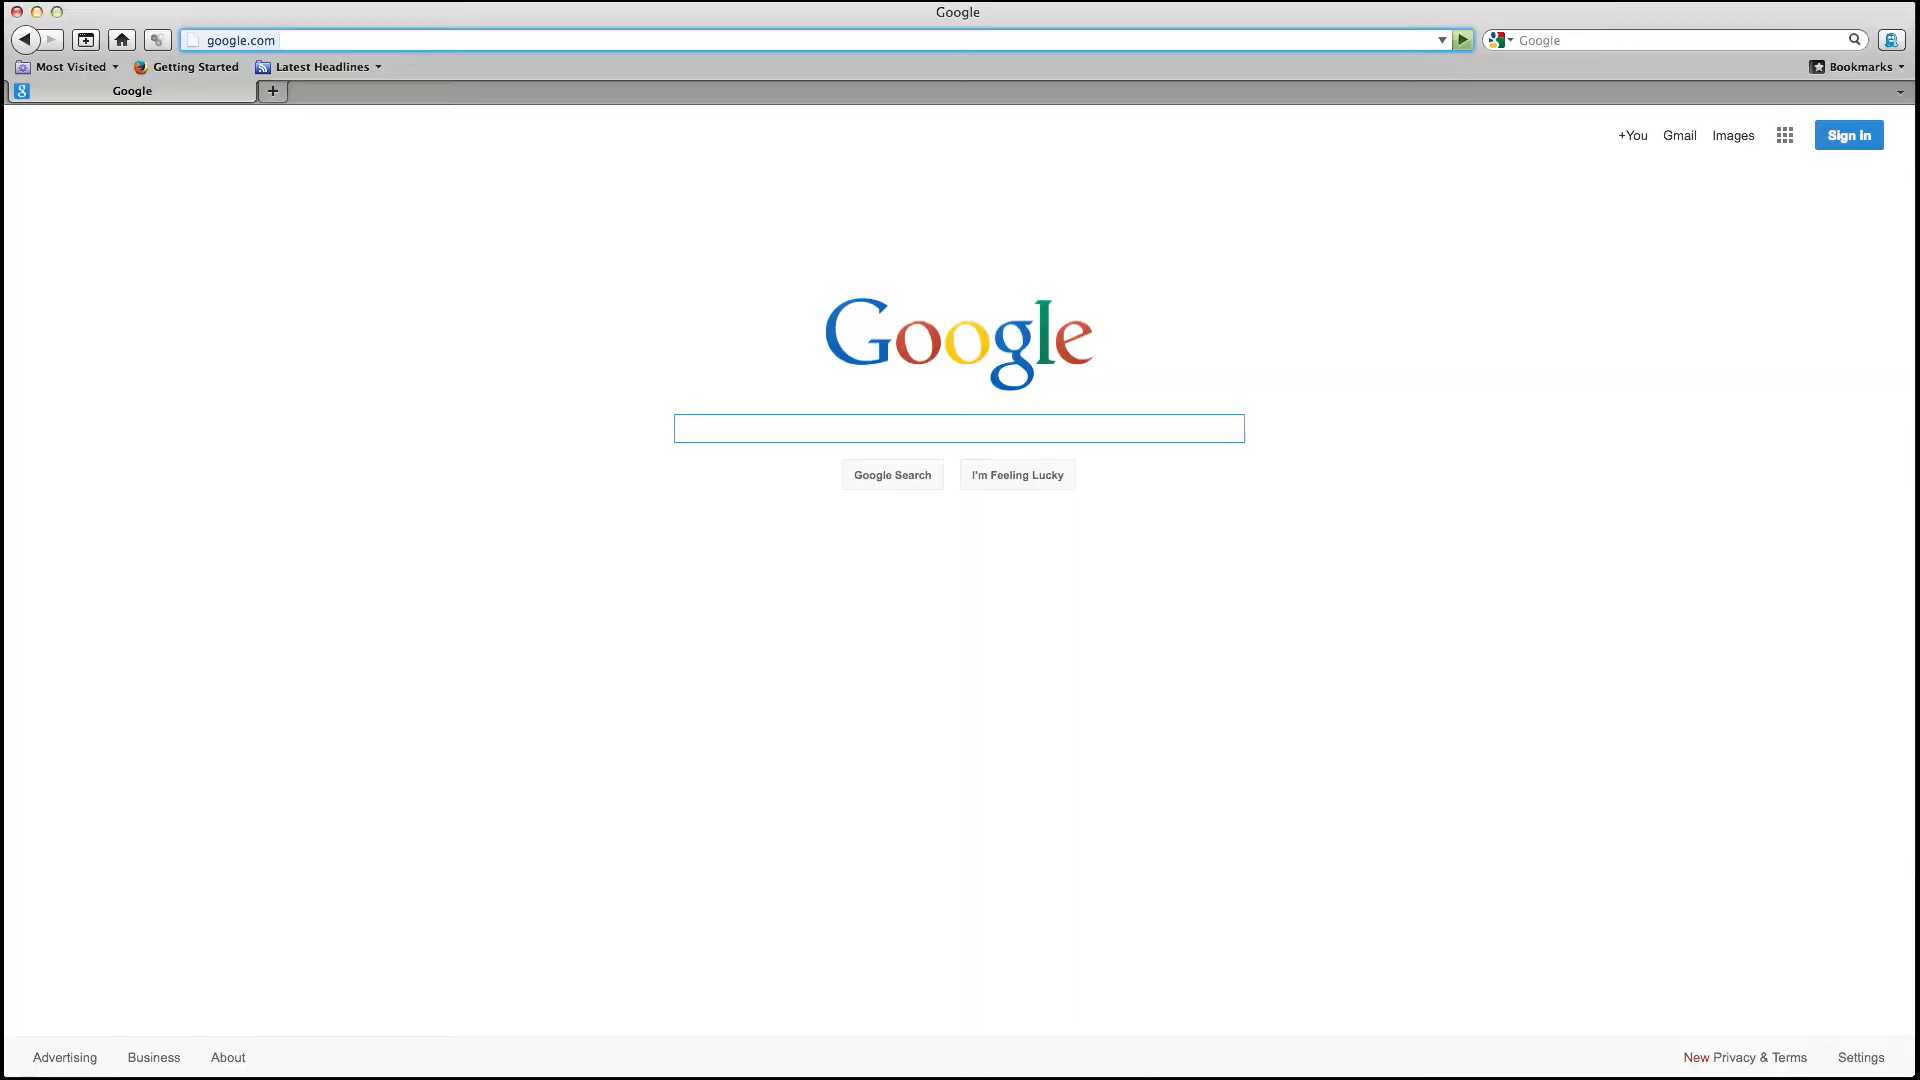 Google
google.com
Google
Most Visited
Getting Started
Latest Headlines
Bookmarks
Google
+You
Gmail
Images
Sign in
Google
Google Search
I'm Feeling Lucky
Advertising
Business
About
New Privacy & Terms
Settings